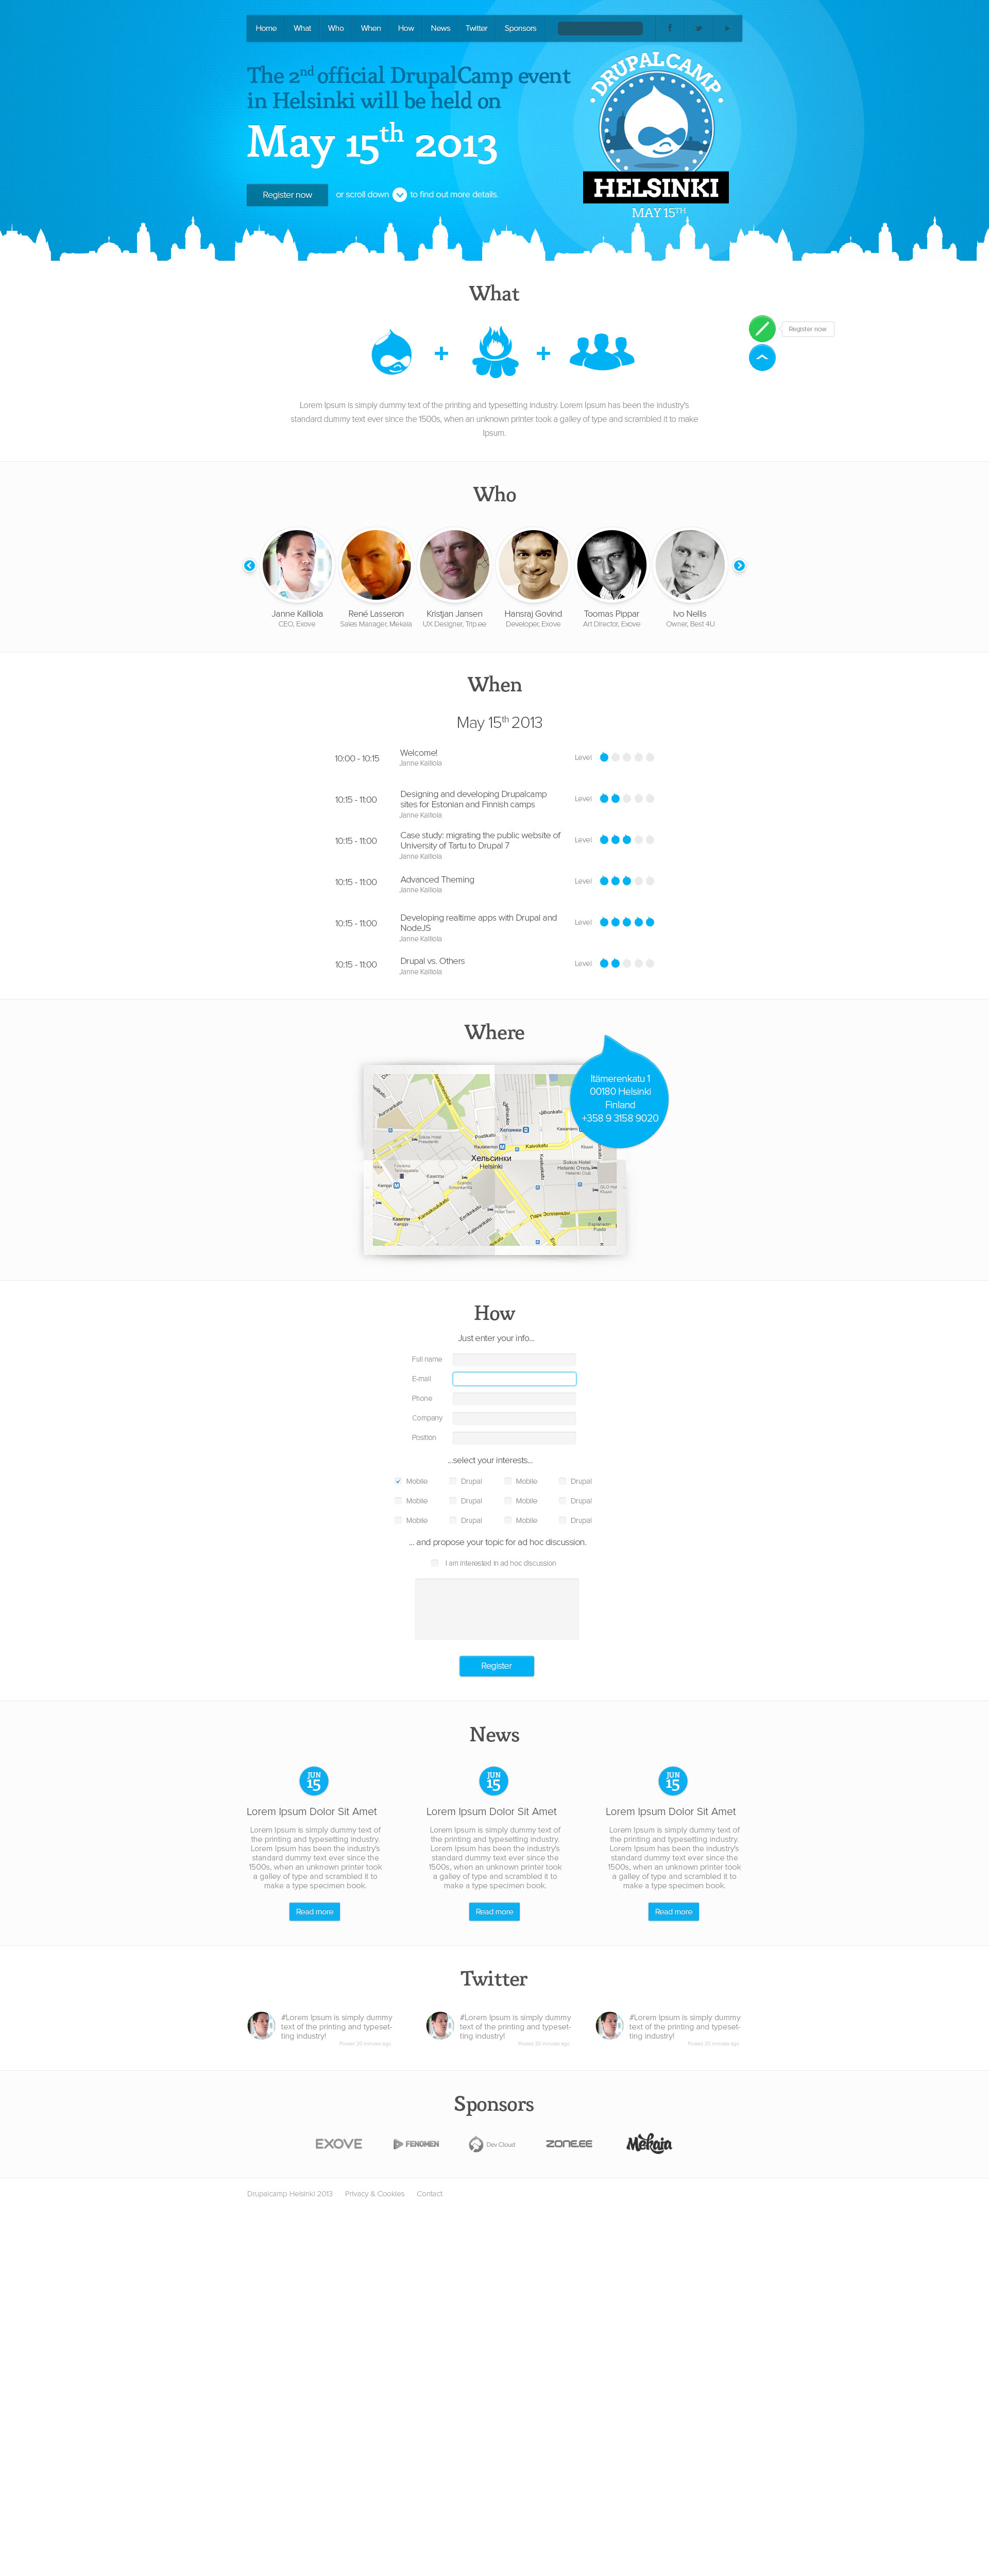 Home What Who When How News Twitter Sponsors
The 2nd official DrupalCamp event
in Helsinki will be held on
May 15th 2013
Register now or scroll down to find out more details.
DRUPALCAMP
HELSINKI
MAY 15TH
What
Register now
Lorem Ipsum is simply dummy text of the printing and typesetting industry. Lorem Ipsum has been the industry's
standard dummy text ever since the 1500s, when an unknown printer took a galley of type and scrambled it to make
Ipsum.
Who
Janne Kalliola
CEO, Exove
René Lasseron
Sales Manager, Mekaia
Kristjan Jansen
UX Designer, Trip.ee
Hansraj Govind
Developer, Exove
Toomas Pippar
Art Director, Exove
Ivo Nellis
Owner, Best 4U
When
May 15th 2013
10:00 - 10:15
Welcome!
Janne Kalliola
Level
10:15 - 11:00
Designing and developing Drupalcamp
sites for Estonian and Finnish camps
Janne Kalliola
Level
10:15 - 11:00
Case study: migrating the public website of
University of Tartu to Drupal 7
Janne Kalliola
Level
10:15 - 11:00
Advanced Theming
Janne Kalliola
Level
10:15 - 11:00
Developing realtime apps with Drupal and
NodeJS
Janne Kalliola
Level
10:15 - 11:00
Drupal vs. Others
Janne Kalliola
Level
Where
Itämerenkatu 1
00180 Helsinki
Finland
+358 9 3158 9020
Хельсинки
Helsinki
Камппи
Kamppi
How
Just enter your info...
Full name
E-mail
Phone
Company
Position
...select your interests...
Mobile Drupal Mobile Drupal
Mobile Drupal Mobile Drupal
Mobile Drupal Mobile Drupal
... and propose your topic for ad hoc discussion.
I am interested in ad hoc discussion
Register
News
JUN
15
Lorem Ipsum Dolor Sit Amet
Lorem Ipsum is simply dummy text of
the printing and typesetting industry.
Lorem Ipsum has been the industry's
standard dummy text ever since the
1500s, when an unknown printer took
a galley of type and scrambled it to
make a type specimen book.
Read more
JUN
15
Lorem Ipsum Dolor Sit Amet
Lorem Ipsum is simply dummy text of
the printing and typesetting industry.
Lorem Ipsum has been the industry's
standard dummy text ever since the
1500s, when an unknown printer took
a galley of type and scrambled it to
make a type specimen book.
Read more
JUN
15
Lorem Ipsum Dolor Sit Amet
Lorem Ipsum is simply dummy text of
the printing and typesetting industry.
Lorem Ipsum has been the industry's
standard dummy text ever since the
1500s, when an unknown printer took
a galley of type and scrambled it to
make a type specimen book.
Read more
Twitter
#Lorem Ipsum is simply dummy
text of the printing and typeset-
ting industry!
Posted 20 minutes ago
#Lorem Ipsum is simply dummy
text of the printing and typeset-
ting industry!
Posted 20 minutes ago
#Lorem Ipsum is simply dummy
text of the printing and typeset-
ting industry!
Posted 20 minutes ago
Sponsors
EXOVE FENOMEN Dev Cloud ZONE.EE Mekaia
Drupalcamp Helsinki 2013 Privacy & Cookies Contact